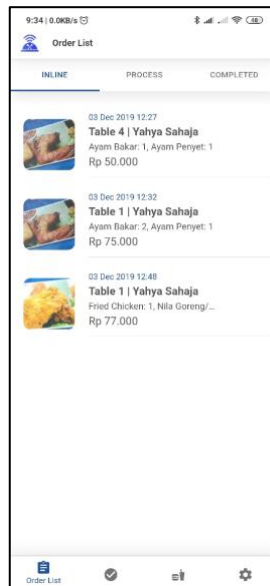 9:34 | 0.0KB/s
48
Order List
INLINE PROCESS COMPLETED
03 Dec 2019 12:27
Table 4 | Yahya Sahaja
Ayam Bakar: 1, Ayam Penyet: 1
Rp 50.000
03 Dec 2019 12:32
Table 1 | Yahya Sahaja
Ayam Bakar: 2, Ayam Penyet: 1
Rp 75.000
03 Dec 2019 12:48
Table 1 | Yahya Sahaja
Fried Chicken: 1, Nila Goreng/...
Rp 77.000
Order List